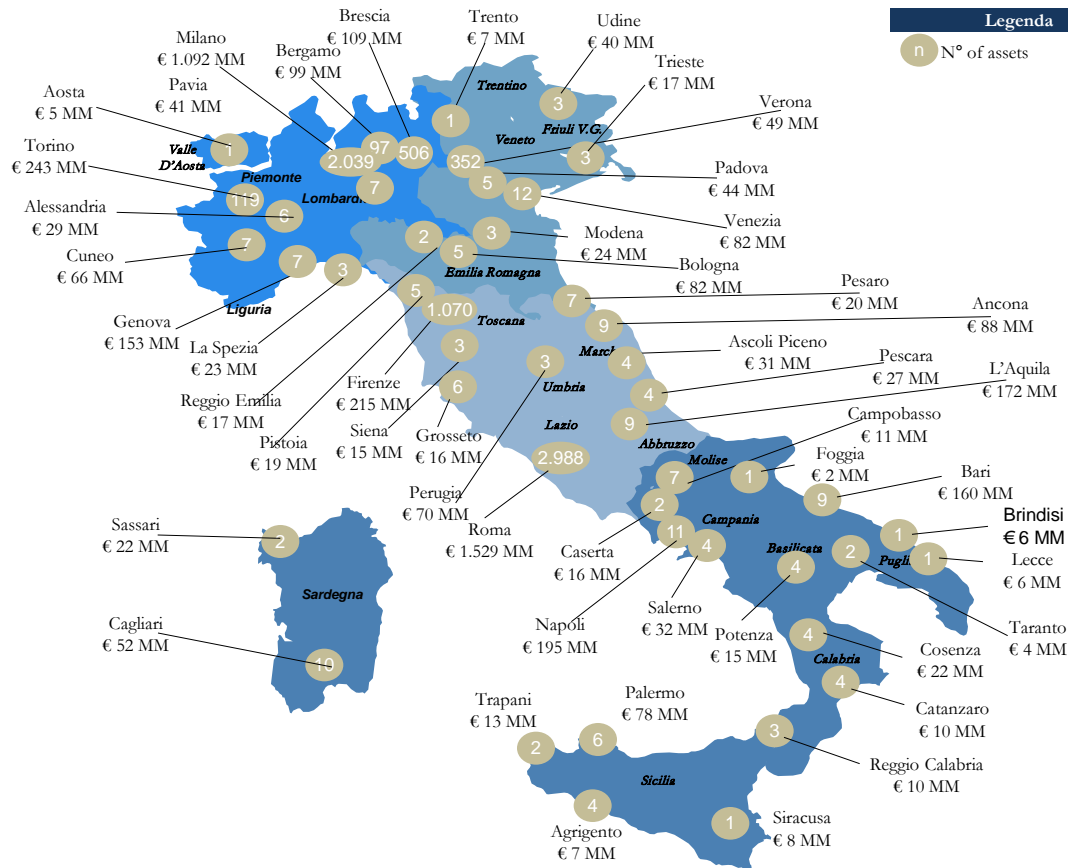 Legenda
n
N° of assets
Brescia
€ 109 MM
Trento
€ 7 MM
Udine
€ 40 MM
Milano
€ 1.092 MM
Bergamo
€ 99 MM
Trieste
€ 17 MM
Pavia
€ 41 MM
Aosta
€ 5 MM
Verona
€ 49 MM
Torino
€ 243 MM
Padova
€ 44 MM
Alessandria
€ 29 MM
Venezia
€ 82 MM
Cuneo
€ 66 MM
Modena
€ 24 MM
Bologna
€ 82 MM
Pesaro
€ 20 MM
Ancona
€ 88 MM
Genova
€ 153 MM
La Spezia
€ 23 MM
Ascoli Piceno
€ 31 MM
Pescara
€ 27 MM
L'Aquila
€ 172 MM
Reggio Emilia
€ 17 MM
Firenze
€ 215 MM
Pistoia
€ 19 MM
Siena
€ 15 MM
Grosseto
€ 16 MM
Campobasso
€ 11 MM
Foggia
€ 2 MM
Bari
€ 160 MM
Perugia
€ 70 MM
Roma
€ 1.529 MM
Brindisi
€ 6 MM
Lecce
€ 6 MM
Sassari
€ 22 MM
Caserta
€ 16 MM
Napoli
€ 195 MM
Salerno
€ 32 MM
Potenza
€ 15 MM
Taranto
€ 4 MM
Cosenza
€ 22 MM
Cagliari
€ 52 MM
Catanzaro
€ 10 MM
Trapani
€ 13 MM
Palermo
€ 78 MM
Reggio Calabria
€ 10 MM
Agrigento
€ 7 MM
Siracusa
€ 8 MM
Trentino
Veneto
Friuli V.G.
Valle
D'Aosta
Piemonte
Lombardi
Liguria
Emilia Romagna
Toscana
March
Umbria
Lazio
Abbruzzo
Molise
Campania
Basilicata
Pugli
Calabria
Sardegna
Sicilia
1
3
3
1
97
506
352
2.039
7
5
12
119
6
7
7
3
2
5
3
5
1.070
3
6
7
9
4
3
4
9
2.988
7
1
9
2
11
4
4
2
1
1
2
10
4
4
3
2
6
4
1